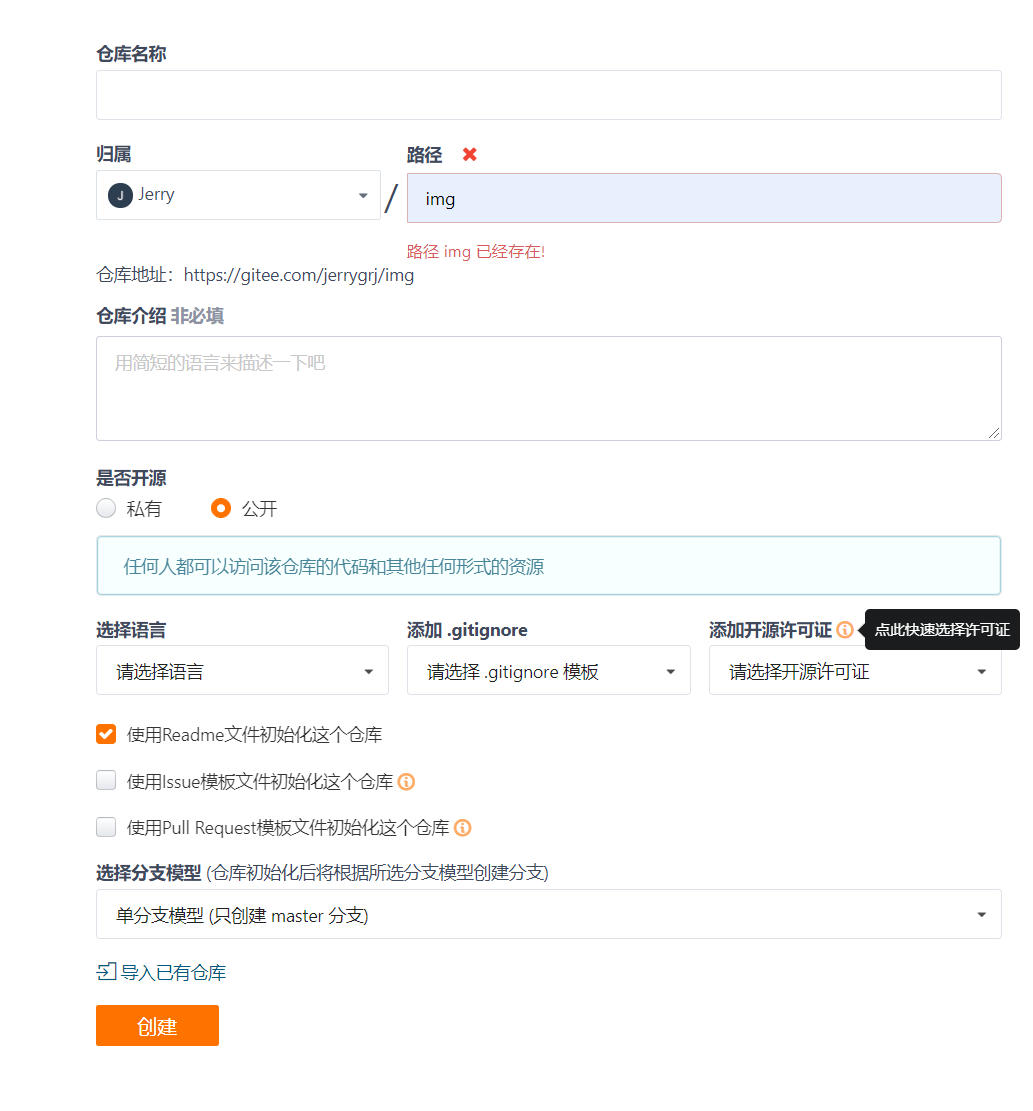 仓库名称
归属
路径
J Jerry
/
img
路径 img 已经存在!
仓库地址：https://gitee.com/jerrygrj/img
仓库介绍 非必填
用简短的语言来描述一下吧
是否开源
私有
公开
任何人都可以访问该仓库的代码和其他任何形式的资源
选择语言
添加 .gitignore
添加开源许可证
点此快速选择许可证
请选择语言
请选择 .gitignore 模板
请选择开源许可证
使用Readme文件初始化这个仓库
使用Issue模板文件初始化这个仓库
使用Pull Request模板文件初始化这个仓库
选择分支模型 (仓库初始化后将根据所选分支模型创建分支)
单分支模型 (只创建 master 分支)
导入已有仓库
创建